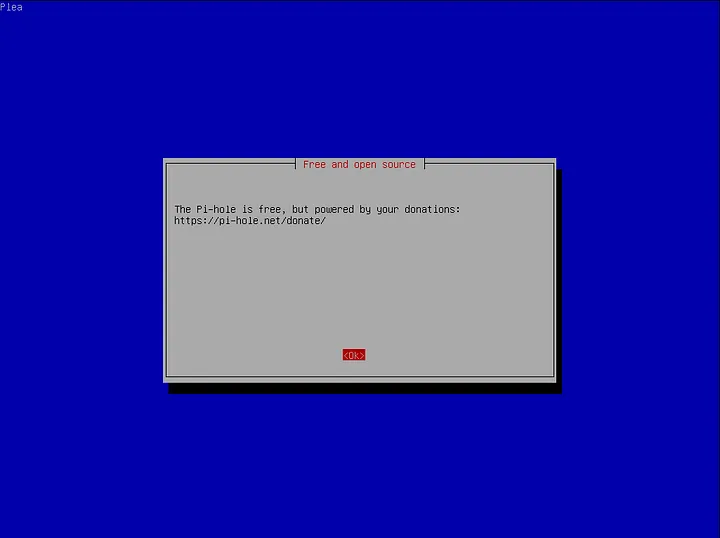 Plea
Free and open source
The Pi-hole is free, but powered by your donations:
https://pi-hole.net/donate/
<Ok>